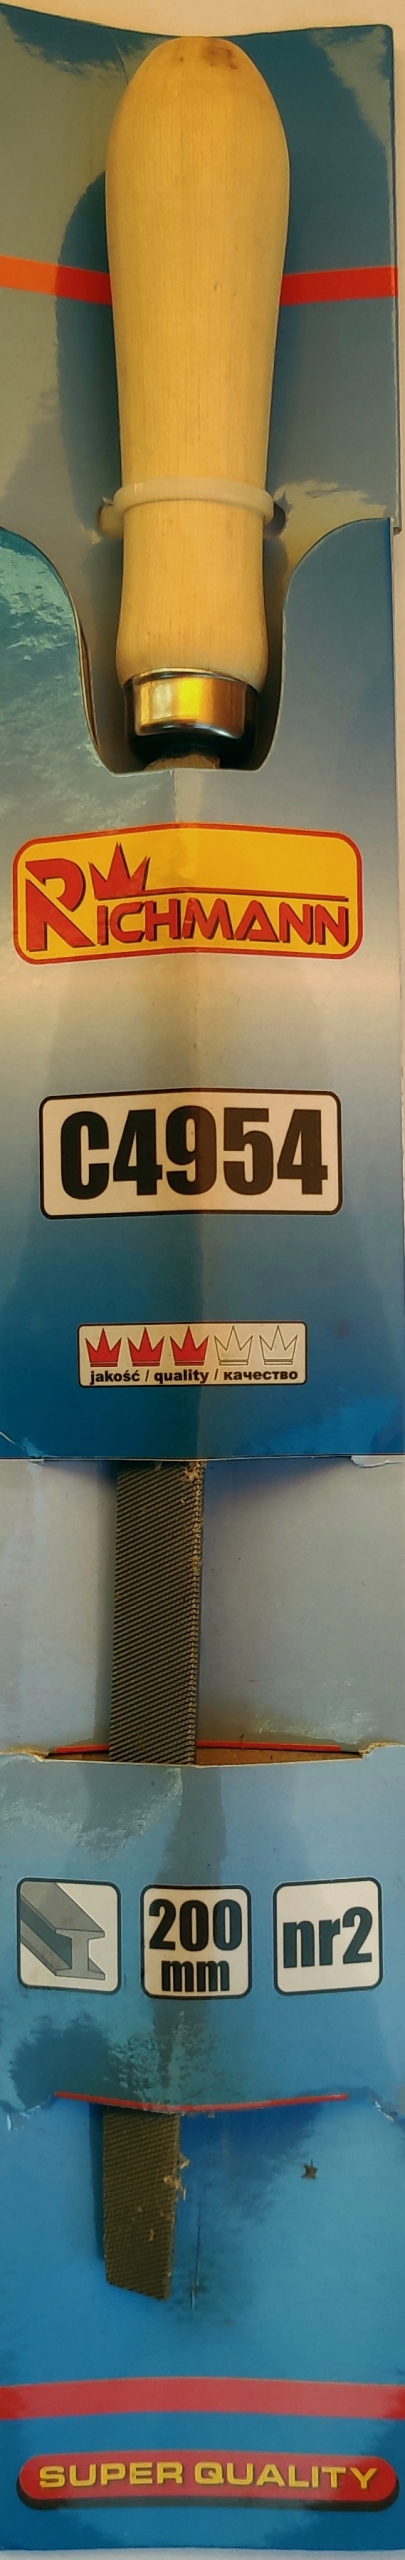 RICHMANN
C4954
jakość / quality / качество
200
mm
nr2
SUPER QUALITY